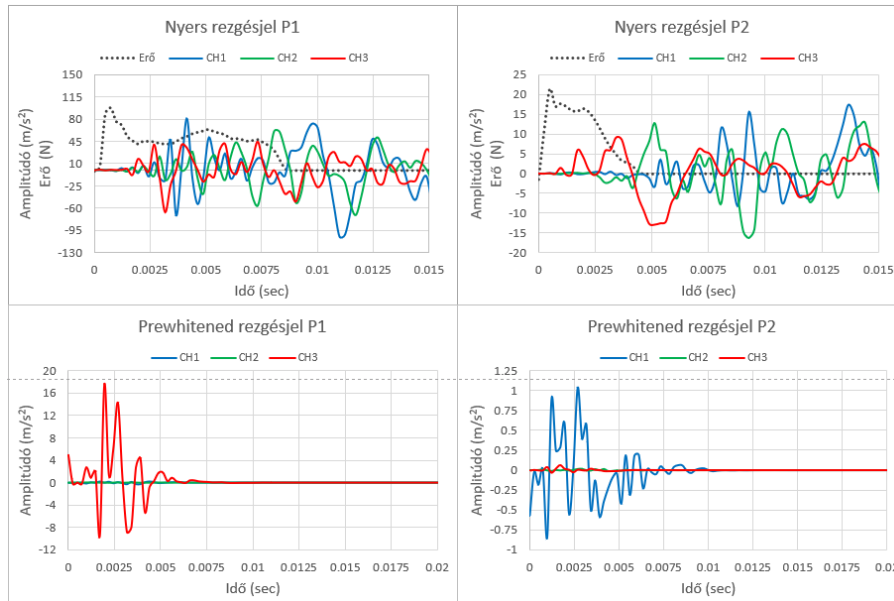 Nyers rezgésjel P1
Erő CH1 CH2 CH3
Amplitúdó (m/s²)
Erő (N)
150
115
80
45
10
-25
-60
-95
-130
0 0.0025 0.005 0.0075 0.01 0.0125 0.015
Idő (sec)
Nyers rezgésjel P2
Erő CH1 CH2 CH3
Amplitúdó (m/s²)
Erő (N)
25
20
15
10
5
0
-5
-10
-15
-20
0 0.0025 0.005 0.0075 0.01 0.0125 0.015
Idő (sec)
Prewhitened rezgésjel P1
CH1 CH2 CH3
Amplitúdó (m/s²)
20
16
12
8
4
0
-4
-8
-12
0 0.0025 0.005 0.0075 0.01 0.0125 0.015 0.0175 0.02
Idő (sec)
Prewhitened rezgésjel P2
CH1 CH2 CH3
Amplitúdó (m/s²)
1.25
1
0.75
0.5
0.25
0
-0.25
-0.5
-0.75
-1
0 0.0025 0.005 0.0075 0.01 0.0125 0.015 0.0175 0.02
Idő (sec)